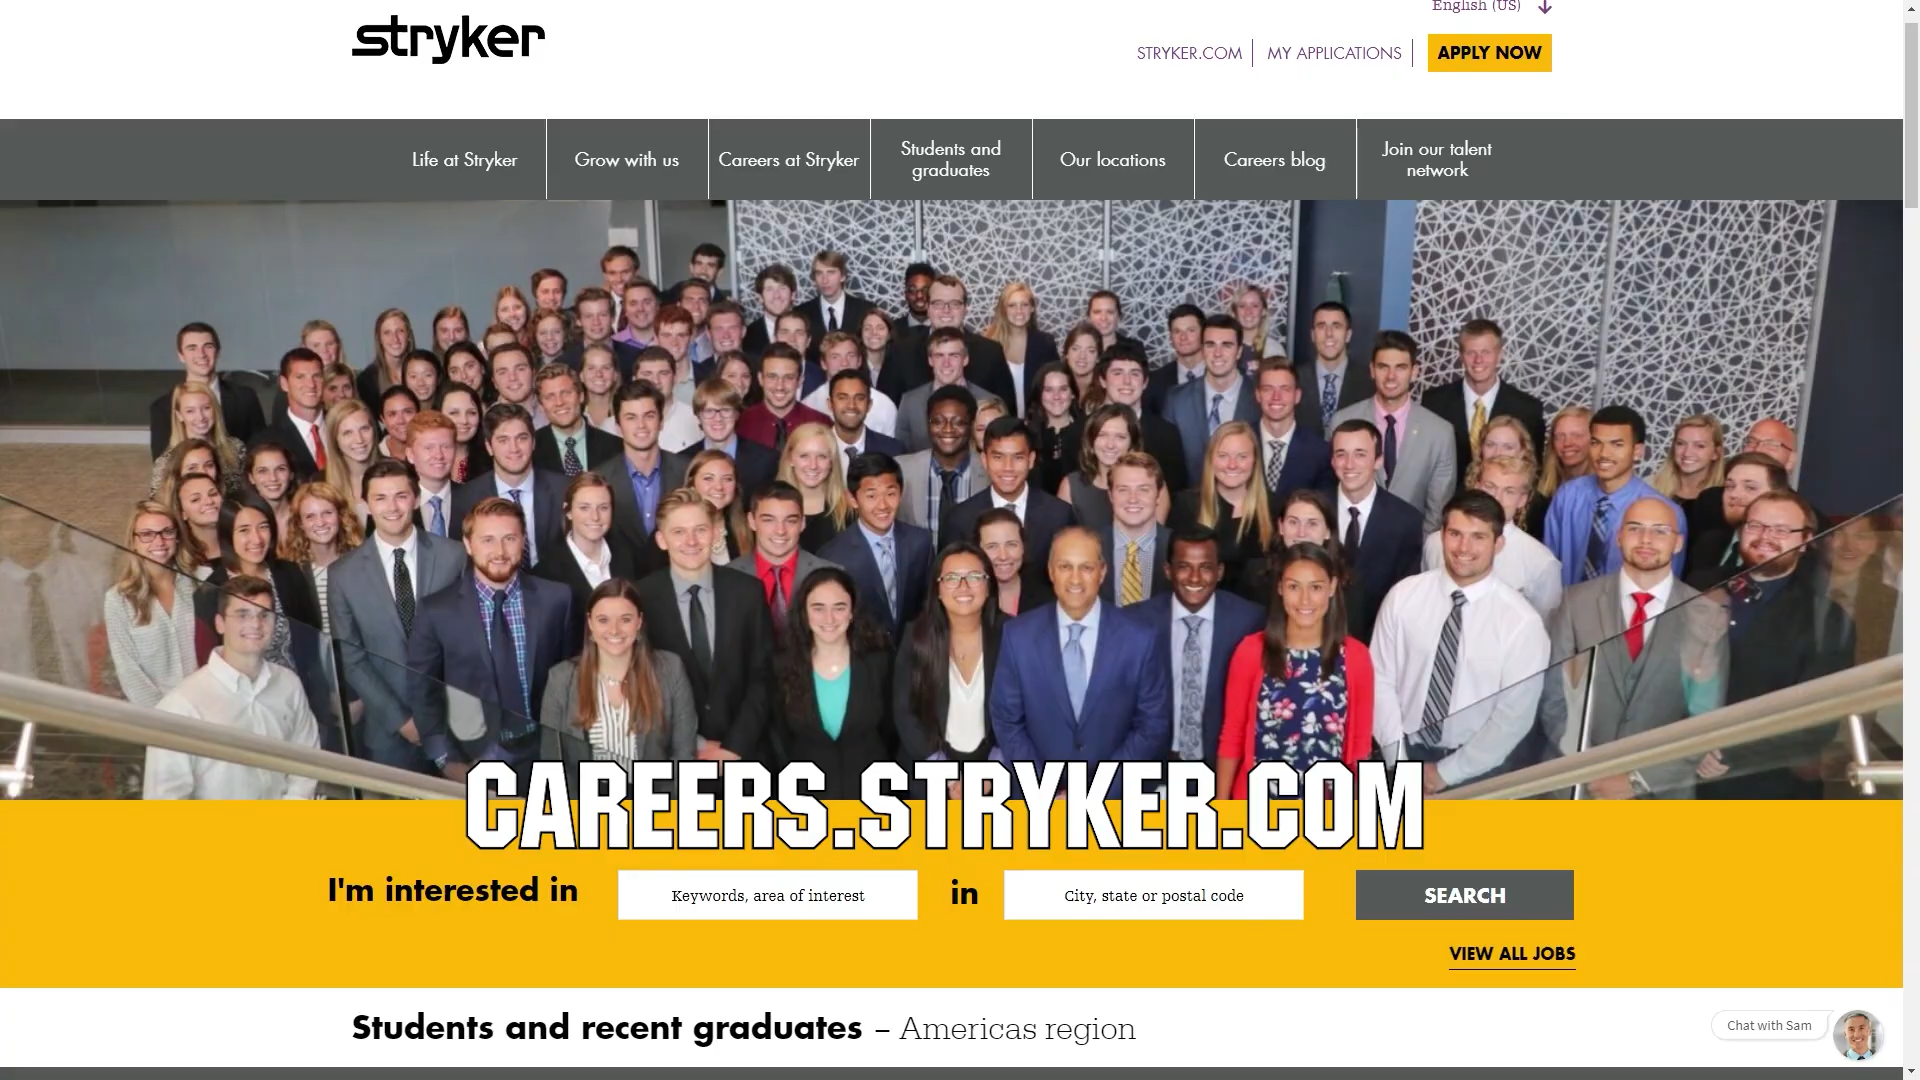 stryker
English (US)
STRYKER.COM
MY APPLICATIONS
APPLY NOW
Life at Stryker
Grow with us
Careers at Stryker
Students and
graduates
Our locations
Careers blog
Join our talent
network
CAREERS.STRYKER.COM
I'm interested in
Keywords, area of interest
in
City, state or postal code
SEARCH
VIEW ALL JOBS
Students and recent graduates – Americas region
Chat with Sam